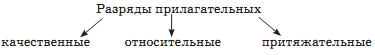 Разряды прилагательных
качественные относительные притяжательные